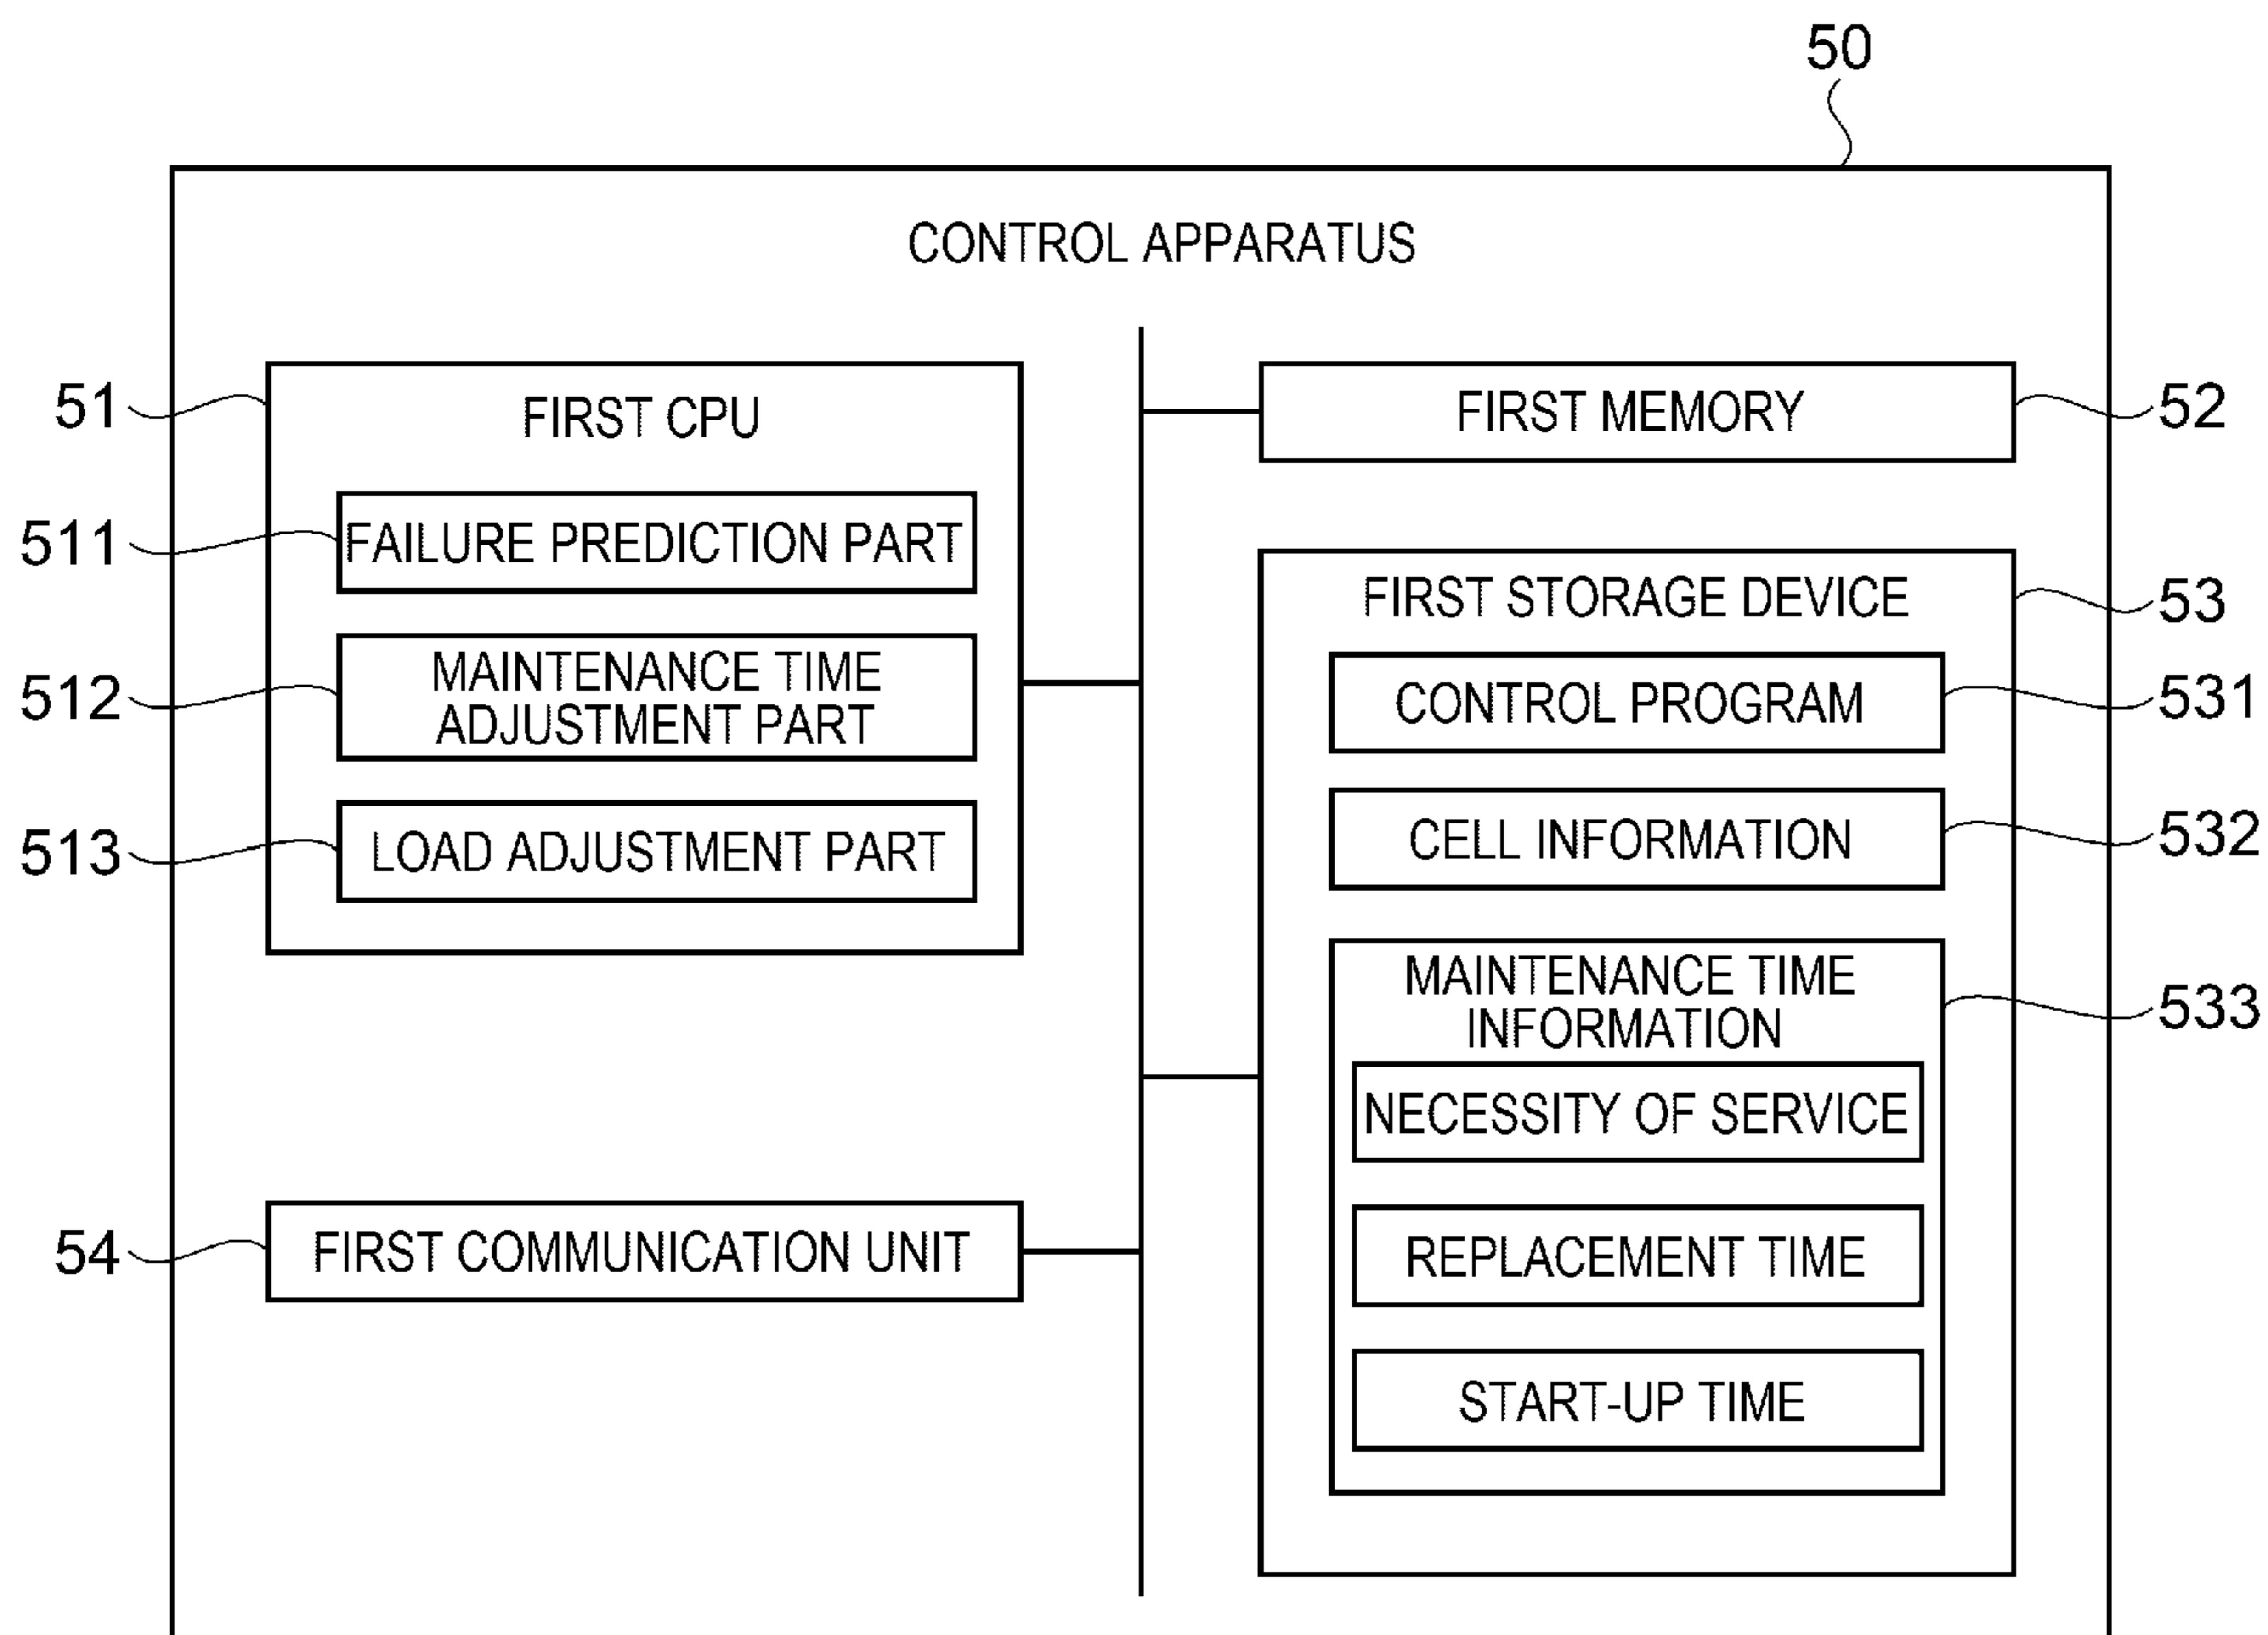 50
CONTROL APPARATUS
51
FIRST CPU
511
FAILURE PREDICTION PART
512
MAINTENANCE TIME
ADJUSTMENT PART
513
LOAD ADJUSTMENT PART
54
FIRST COMMUNICATION UNIT
FIRST MEMORY
52
FIRST STORAGE DEVICE
53
CONTROL PROGRAM
531
CELL INFORMATION
532
MAINTENANCE TIME
INFORMATION
533
NECESSITY OF SERVICE
REPLACEMENT TIME
START-UP TIME